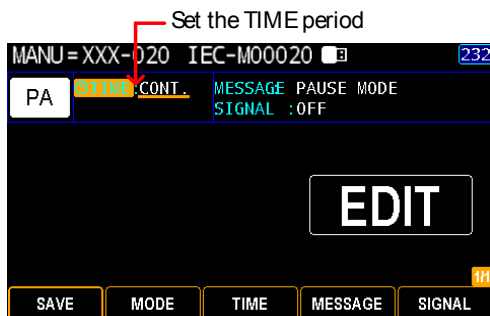 Set the TIME period
MANU=XXX-020 IEC-M00020 232
PA TIME:CONT. MESSAGE PAUSE MODE
SIGNAL :OFF
EDIT
1/1
SAVE MODE TIME MESSAGE SIGNAL